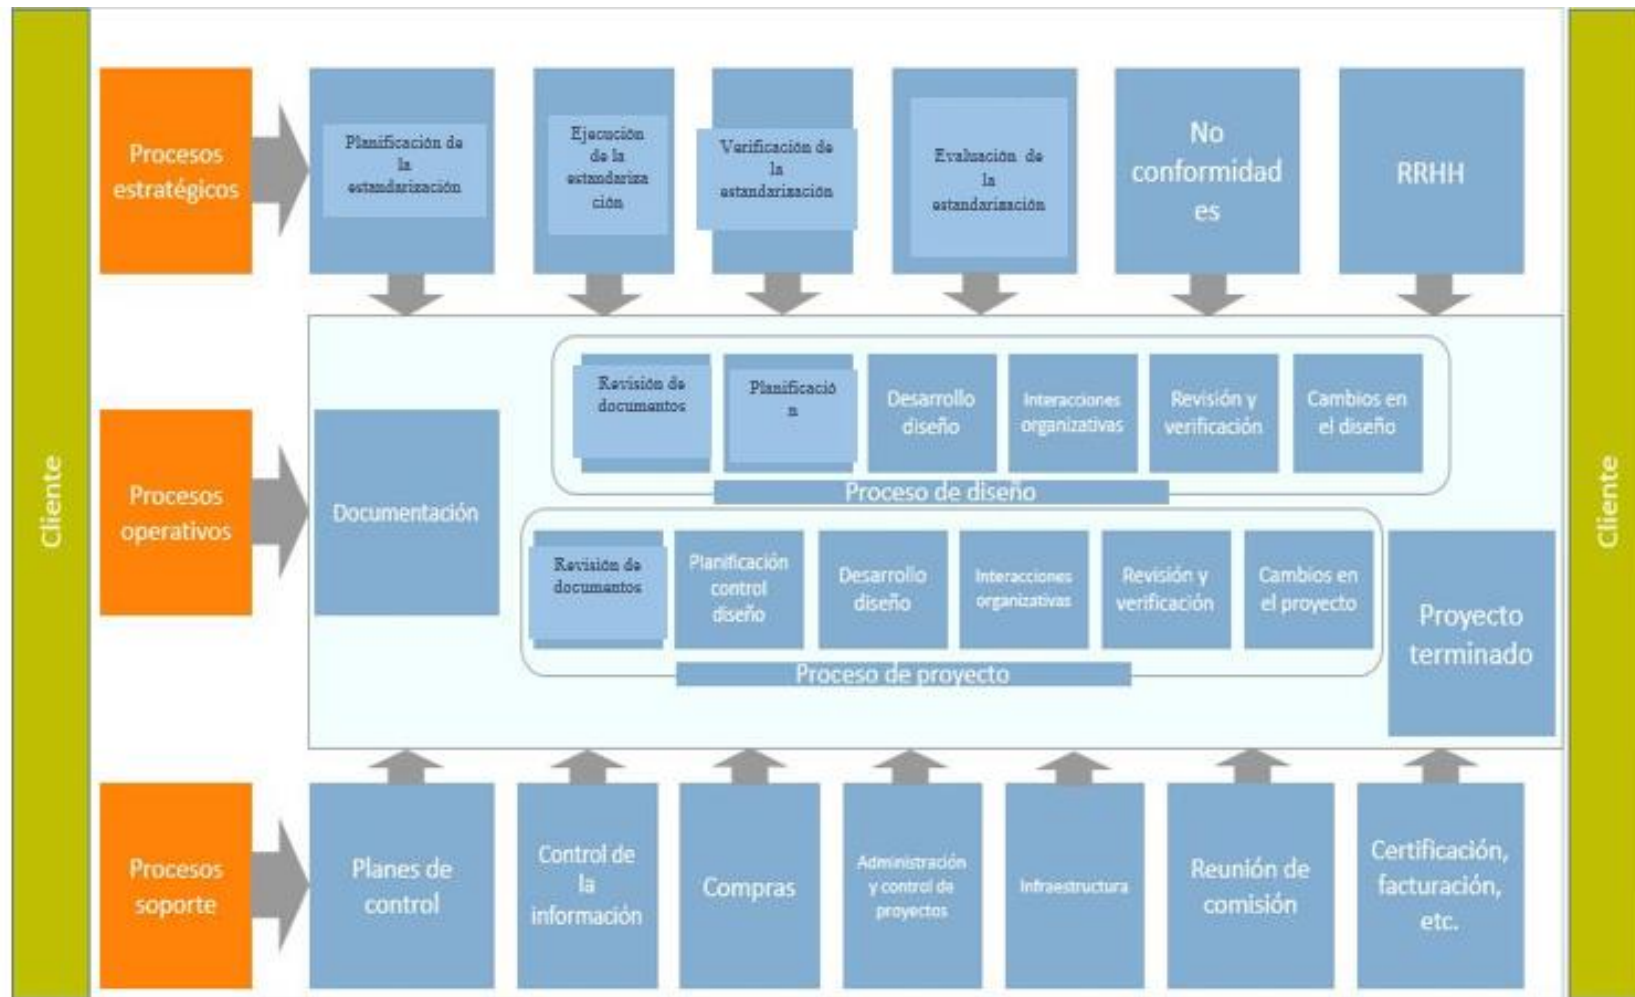 Cliente
Procesos
estratégicos
Planificación de
la
estandarización
Ejecución
de la
estandariza
ción
Verificación de
la
estandarización
Evaluación de
la
estandarización
No
conformidad
es
RRHH
Procesos
operativos
Documentación
Revisión de
documentos
Planificació
n
Desarrollo
diseño
Interacciones
organizativas
Revisión y
verificación
Cambios en
el diseño
Proceso de diseño
Revisión de
documentos
Planificación
control
diseño
Desarrollo
diseño
Interacciones
organizativas
Revisión y
verificación
Cambios en
el proyecto
Proceso de proyecto
Proyecto
terminado
Procesos
soporte
Planes de
control
Control de
la
información
Compras
Administración
y control de
proyectos
Infraestructura
Reunión de
comisión
Certificación,
facturación,
etc.
Cliente